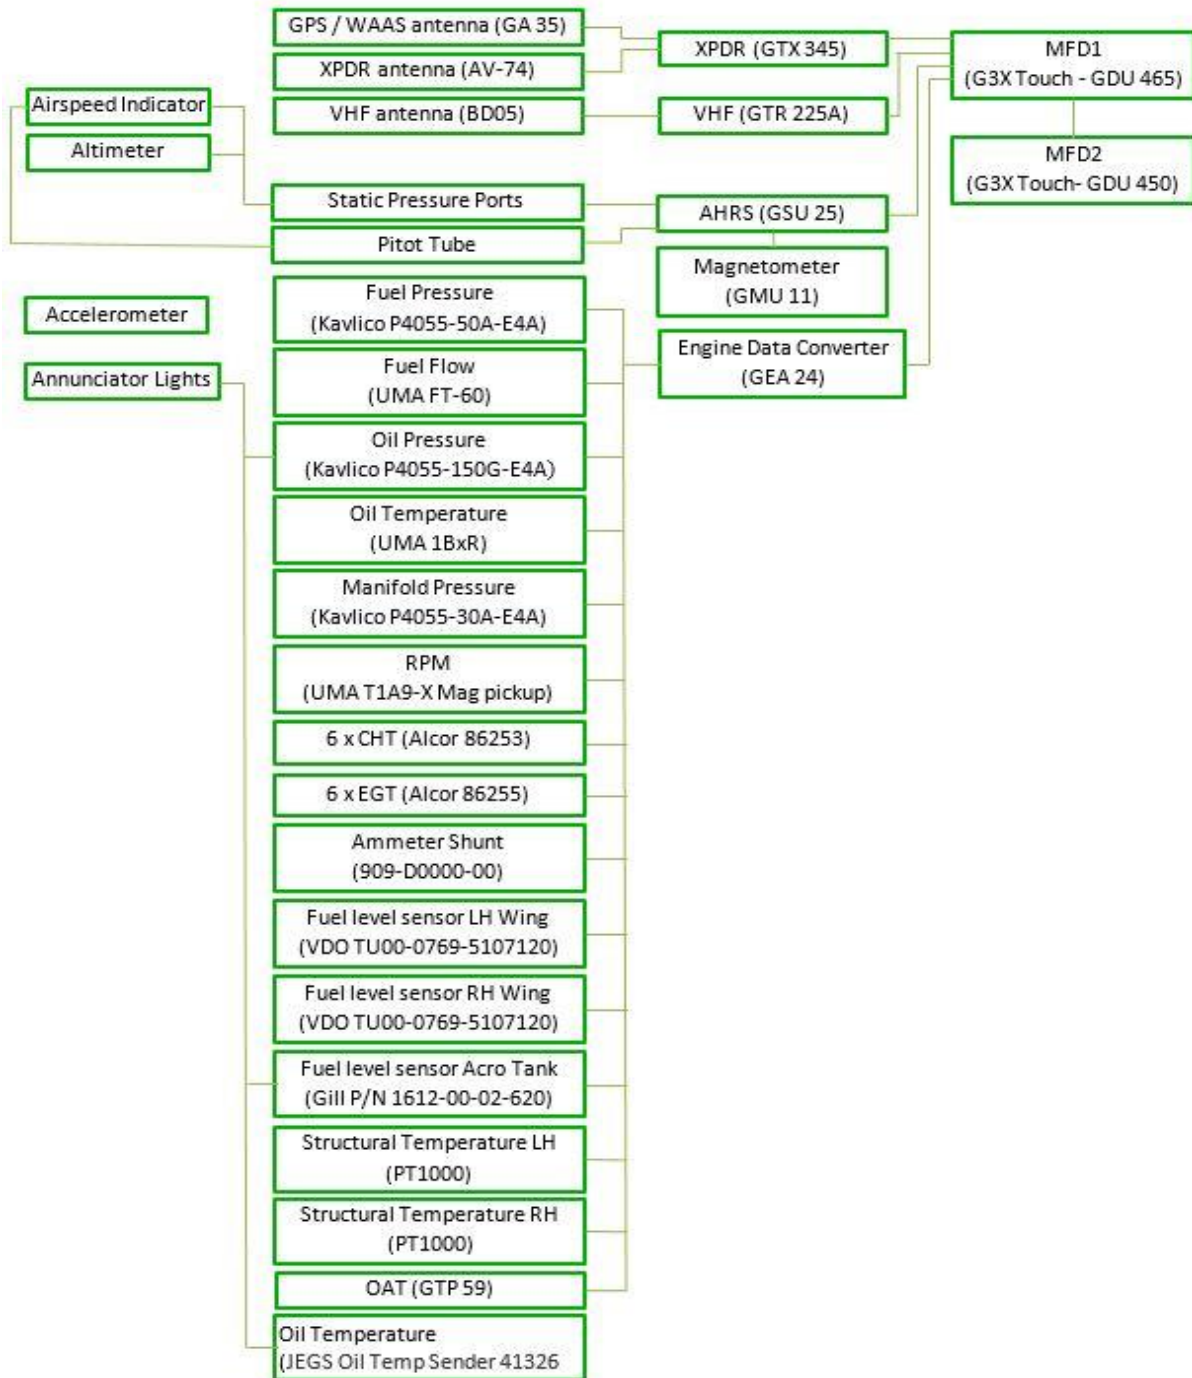 GPS / WAAS antenna (GA 35)
XPDR antenna (AV-74)
VHF antenna (BD05)
XPDR (GTX 345)
VHF (GTR 225A)
MFD1
(G3X Touch - GDU 465)
MFD2
(G3X Touch- GDU 450)
Airspeed Indicator
Altimeter
Static Pressure Ports
Pitot Tube
AHRS (GSU 25)
Magnetometer
(GMU 11)
Accelerometer
Annunciator Lights
Fuel Pressure
(Kavlico P4055-50A-E4A)
Engine Data Converter
(GEA 24)
Fuel Flow
(UMA FT-60)
Oil Pressure
(Kavlico P4055-150G-E4A)
Oil Temperature
(UMA 1BxR)
Manifold Pressure
(Kavlico P4055-30A-E4A)
RPM
(UMA T1A9-X Mag pickup)
6 x CHT (Alcor 86253)
6 x EGT (Alcor 86255)
Ammeter Shunt
(909-D0000-00)
Fuel level sensor LH Wing
(VDO TU00-0769-5107120)
Fuel level sensor RH Wing
(VDO TU00-0769-5107120)
Fuel level sensor Acro Tank
(Gill P/N 1612-00-02-620)
Structural Temperature LH
(PT1000)
Structural Temperature RH
(PT1000)
OAT (GTP 59)
Oil Temperature
(JEGS Oil Temp Sender 41326